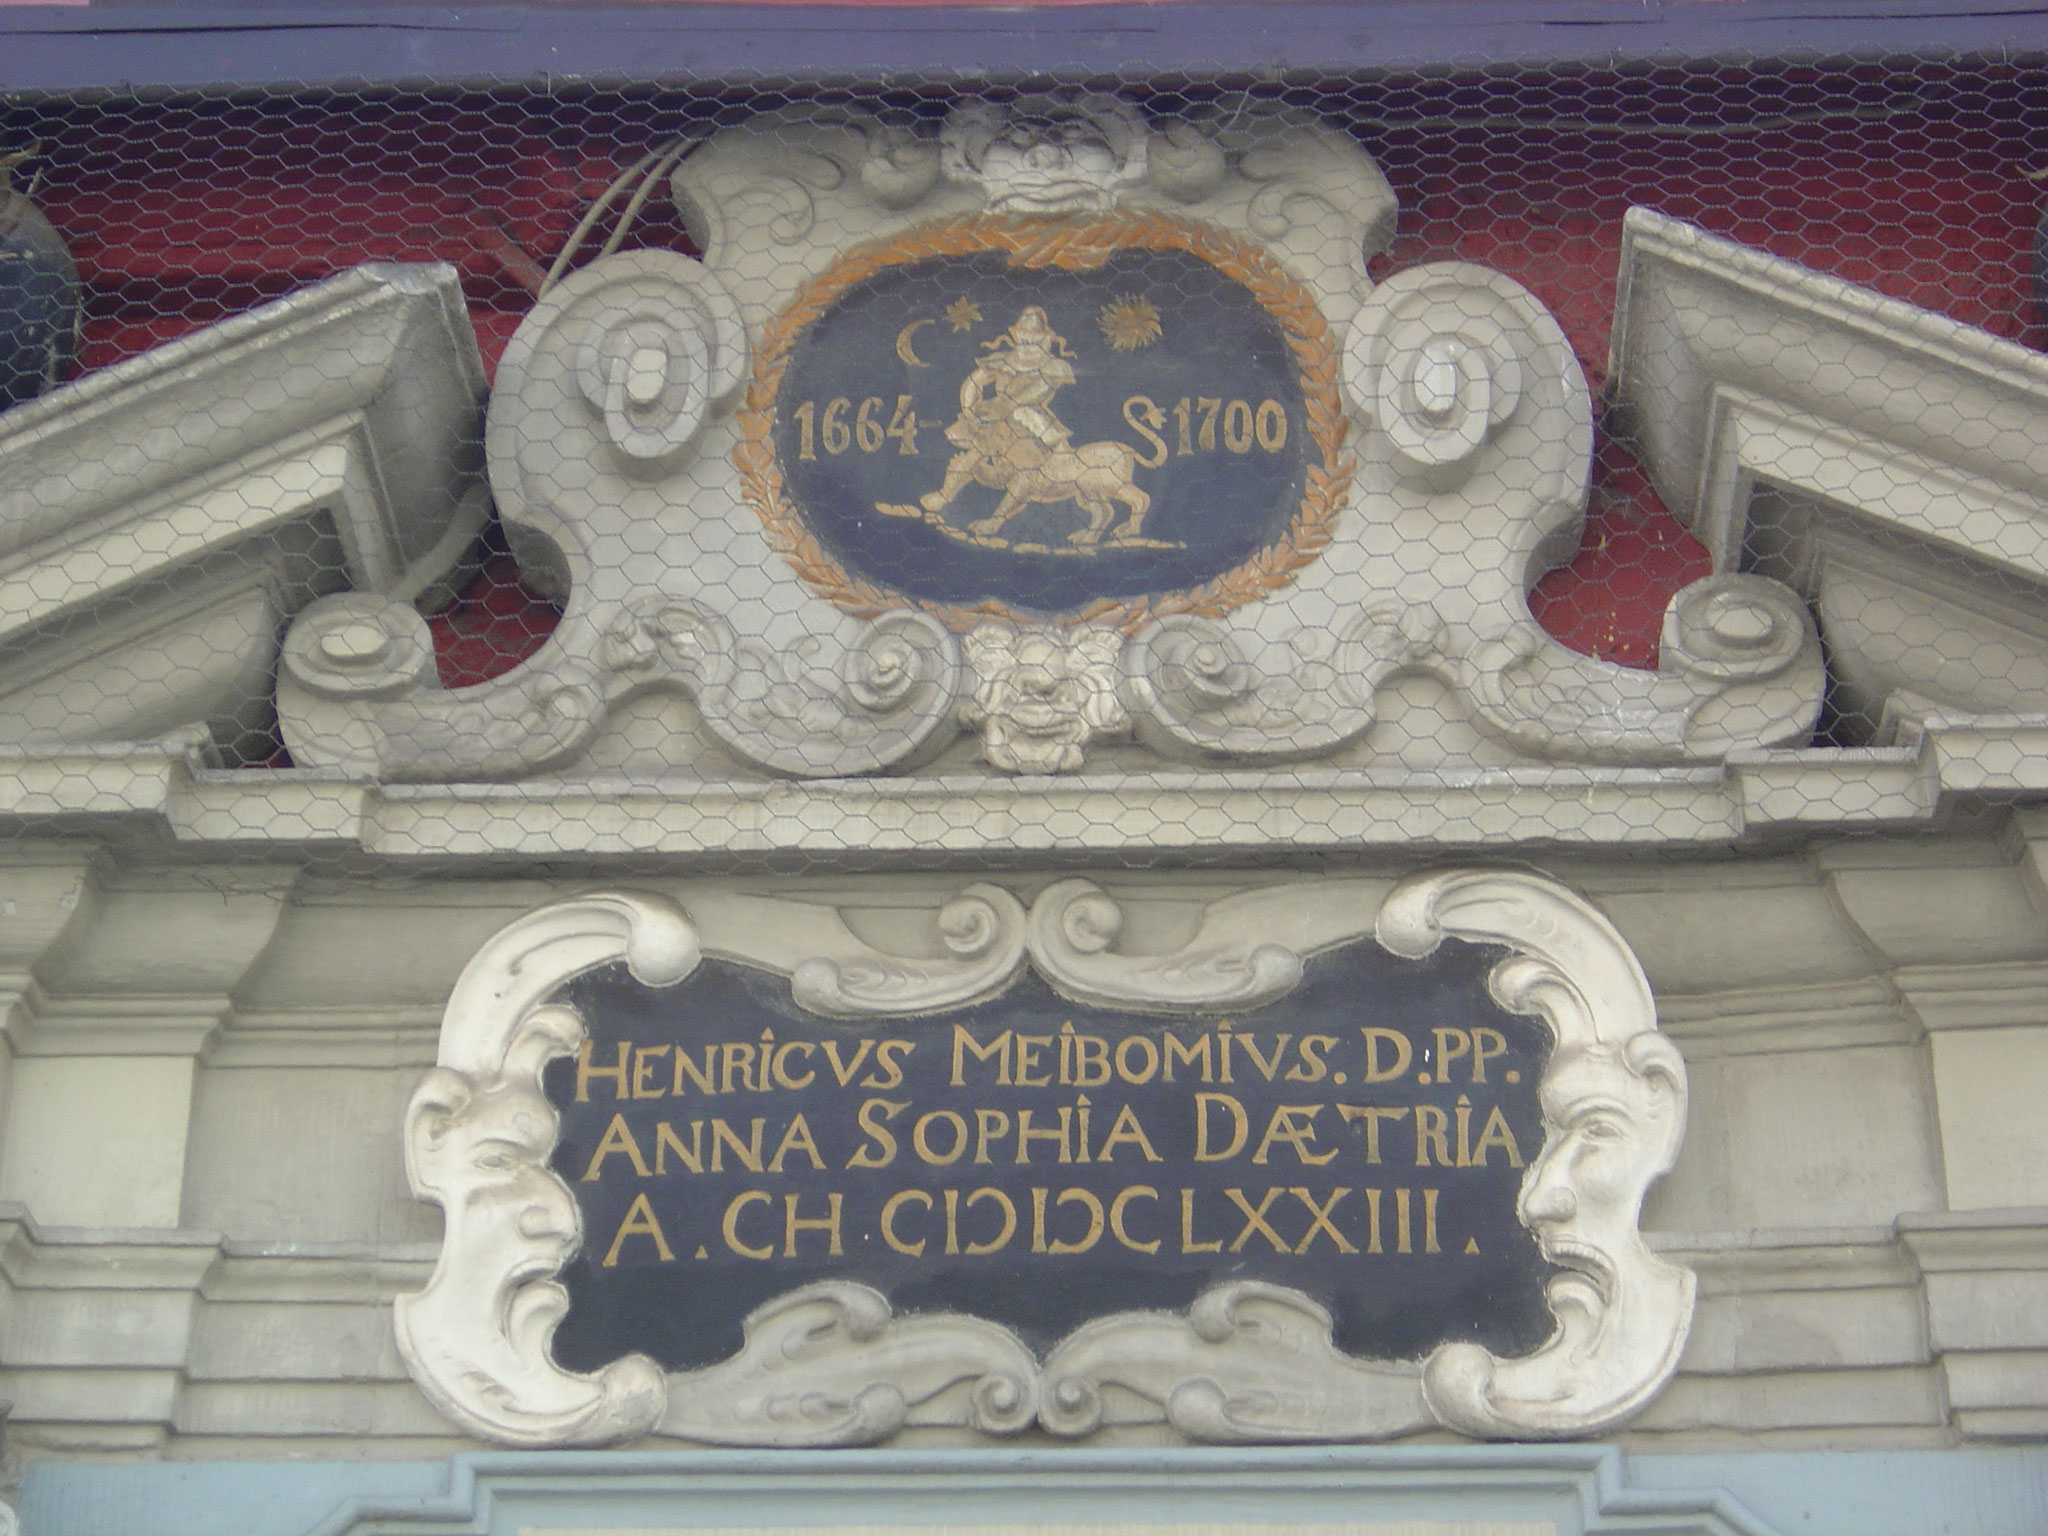 1664- 1700
HENRICVS MEIBOMIVS. D.PP.
ANNA SOPHIA DÆTRIA
A. CH CIƆIƆCLXXIII.